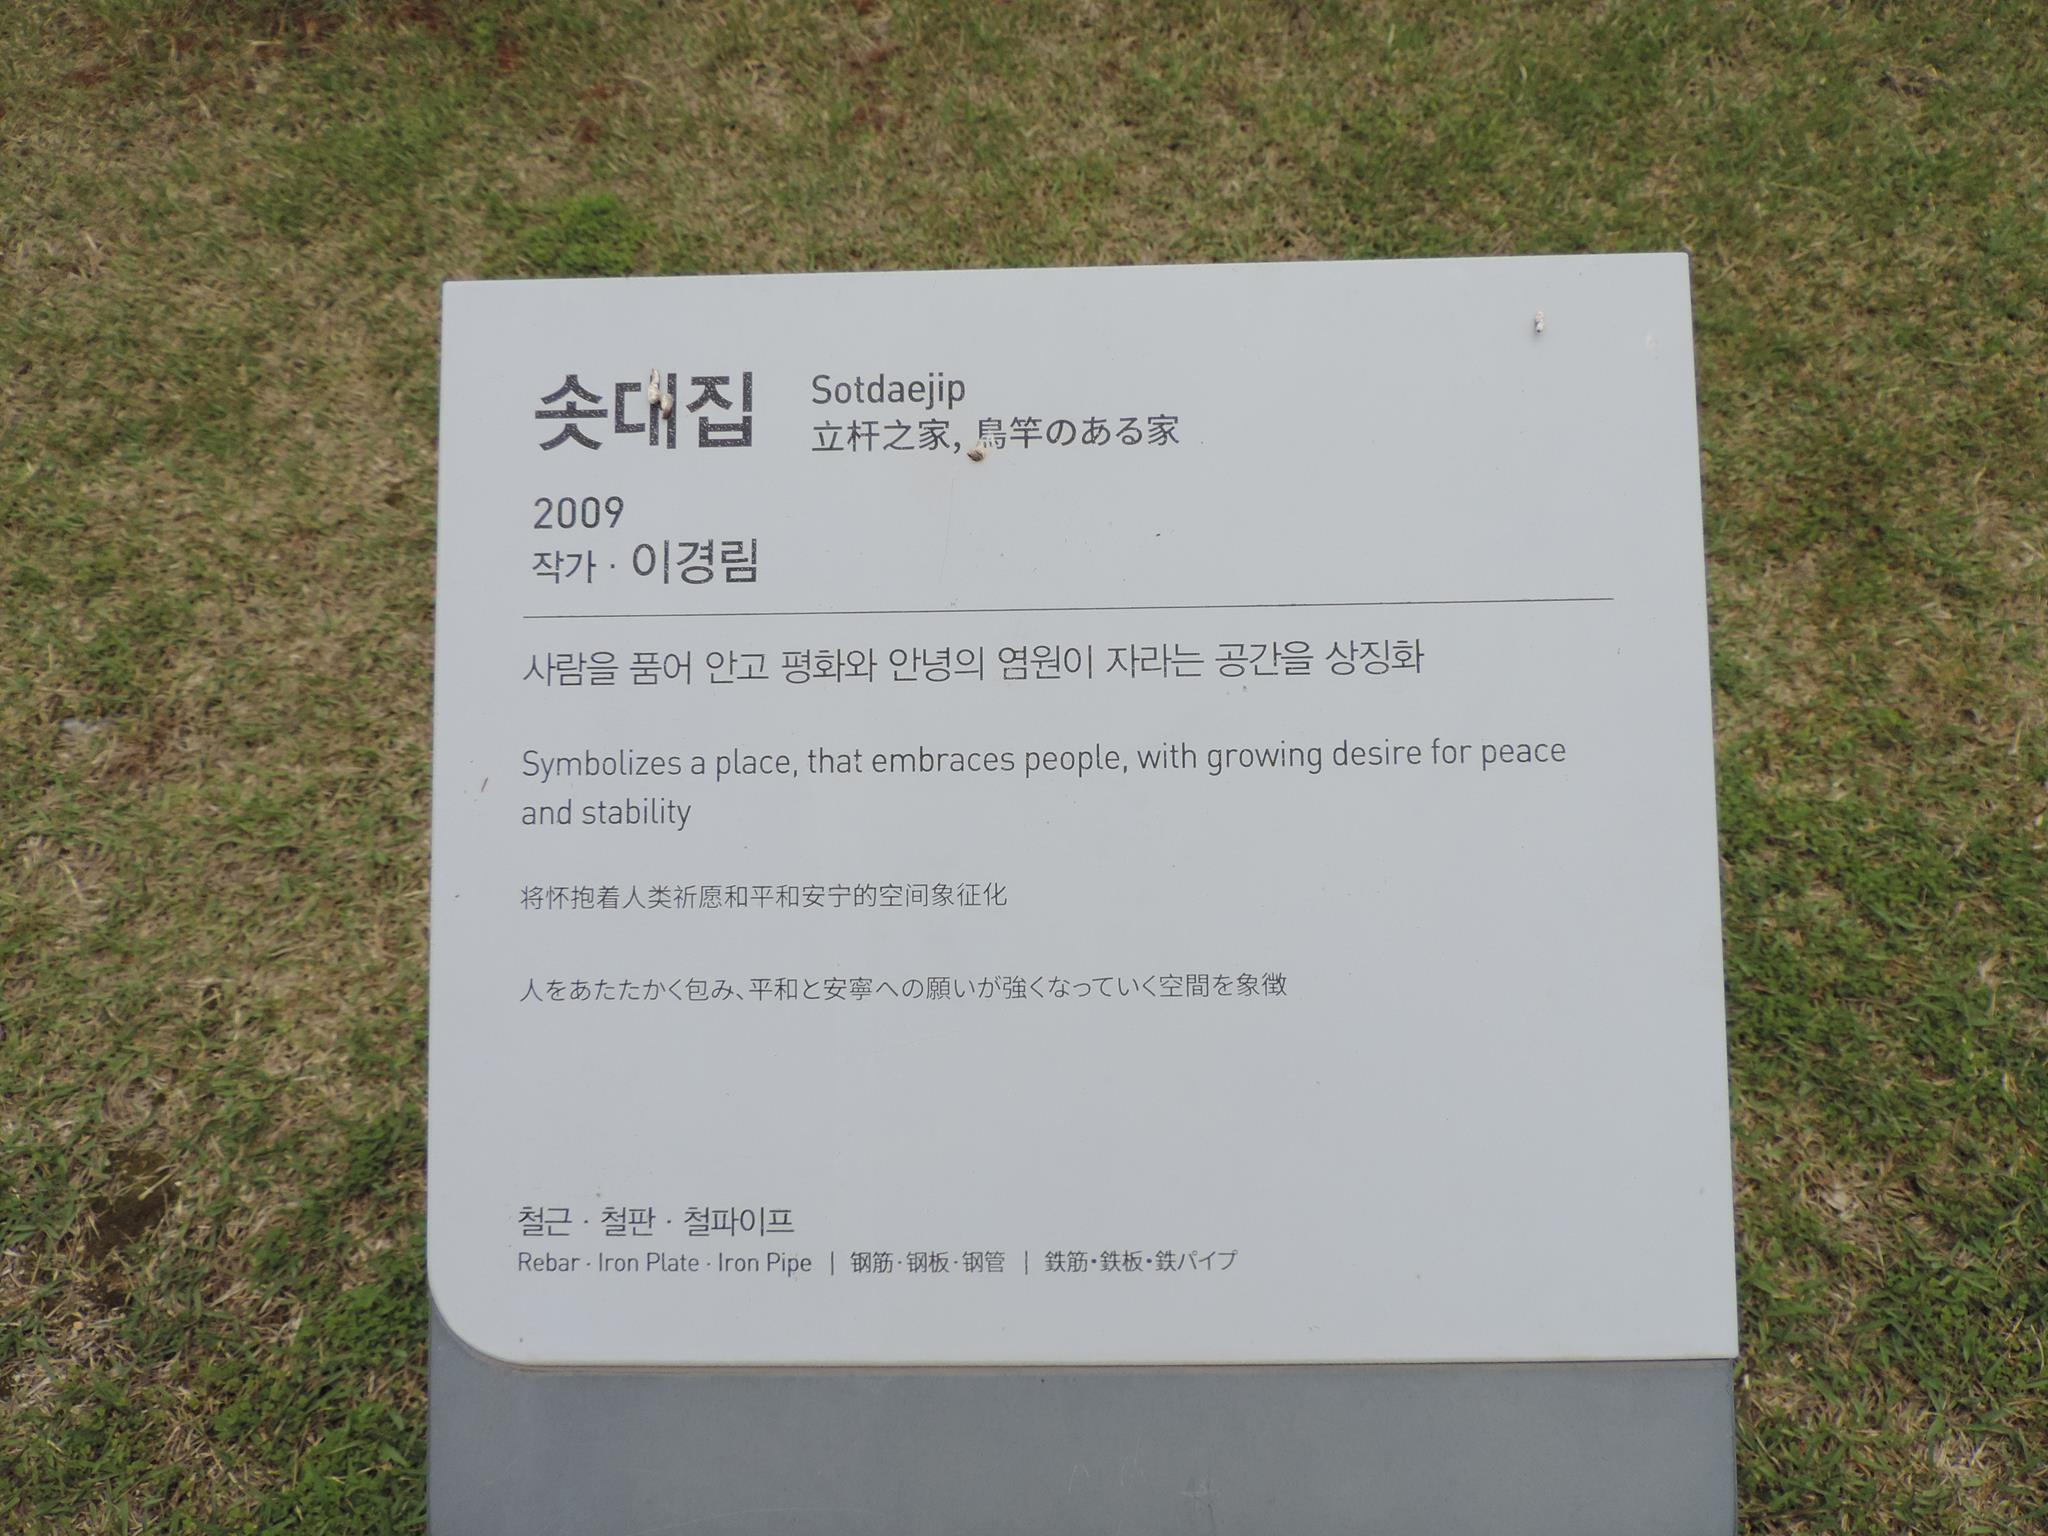 솟대집
Sotdaejip
立杆之家, 鳥竿のある家
2009
작가 · 이경림
사람을 품어 안고 평화와 안녕의 염원이 자라는 공간을 상징화
Symbolizes a place, that embraces people, with growing desire for peace
and stability
将怀抱着人类祈愿和平和安宁的空间象征化
人をあたたかく包み、平和と安寧への願いが強くなっていく空間を象徴
철근 · 철판 · 철파이프
Rebar · Iron Plate · Iron Pipe | 钢筋·钢板·钢管 | 鉄筋・鉄板・鉄パイプ